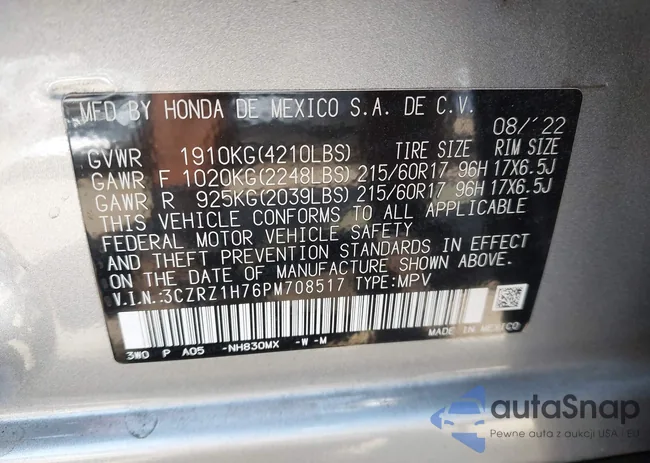 MFD BY HONDA DE MEXICO S.A. DE C.V.
08/'22
GVWR 1910KG(4210LBS) TIRE SIZE RIM SIZE
GAWR F 1020KG(2248LBS) 215/60R17 96H 17X6.5J
GAWR R 925KG(2039LBS) 215/60R17 96H 17X6.5J
THIS VEHICLE CONFORMS TO ALL APPLICABLE
FEDERAL MOTOR VEHICLE SAFETY
AND THEFT PREVENTION STANDARDS IN EFFECT
ON THE DATE OF MANUFACTURE SHOWN ABOVE.
V.I.N.:3CZRZ1H76PM708517 TYPE:MPV
MADE IN MEXICO
3W0 P A05 -NH830MX -W -M
autaSnap
Pewne auta z aukcji USA i EU